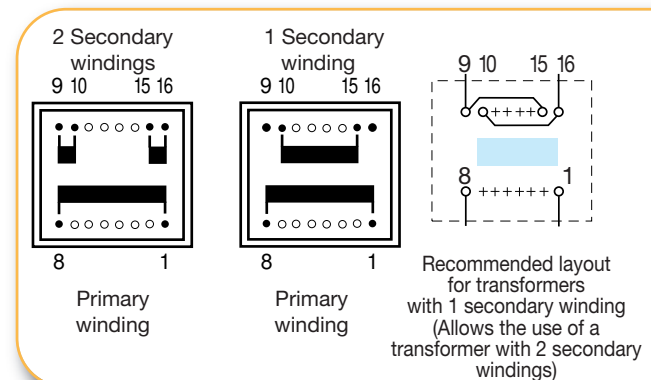 2 Secondary
windings
9 10 15 16
8 1
Primary
winding
1 Secondary
winding
9 10 15 16
8 1
Primary
winding
9 10 15 16
++++
8 1
++++++
Recommended layout
for transformers
with 1 secondary winding
(Allows the use of a
transformer with 2 secondary
windings)